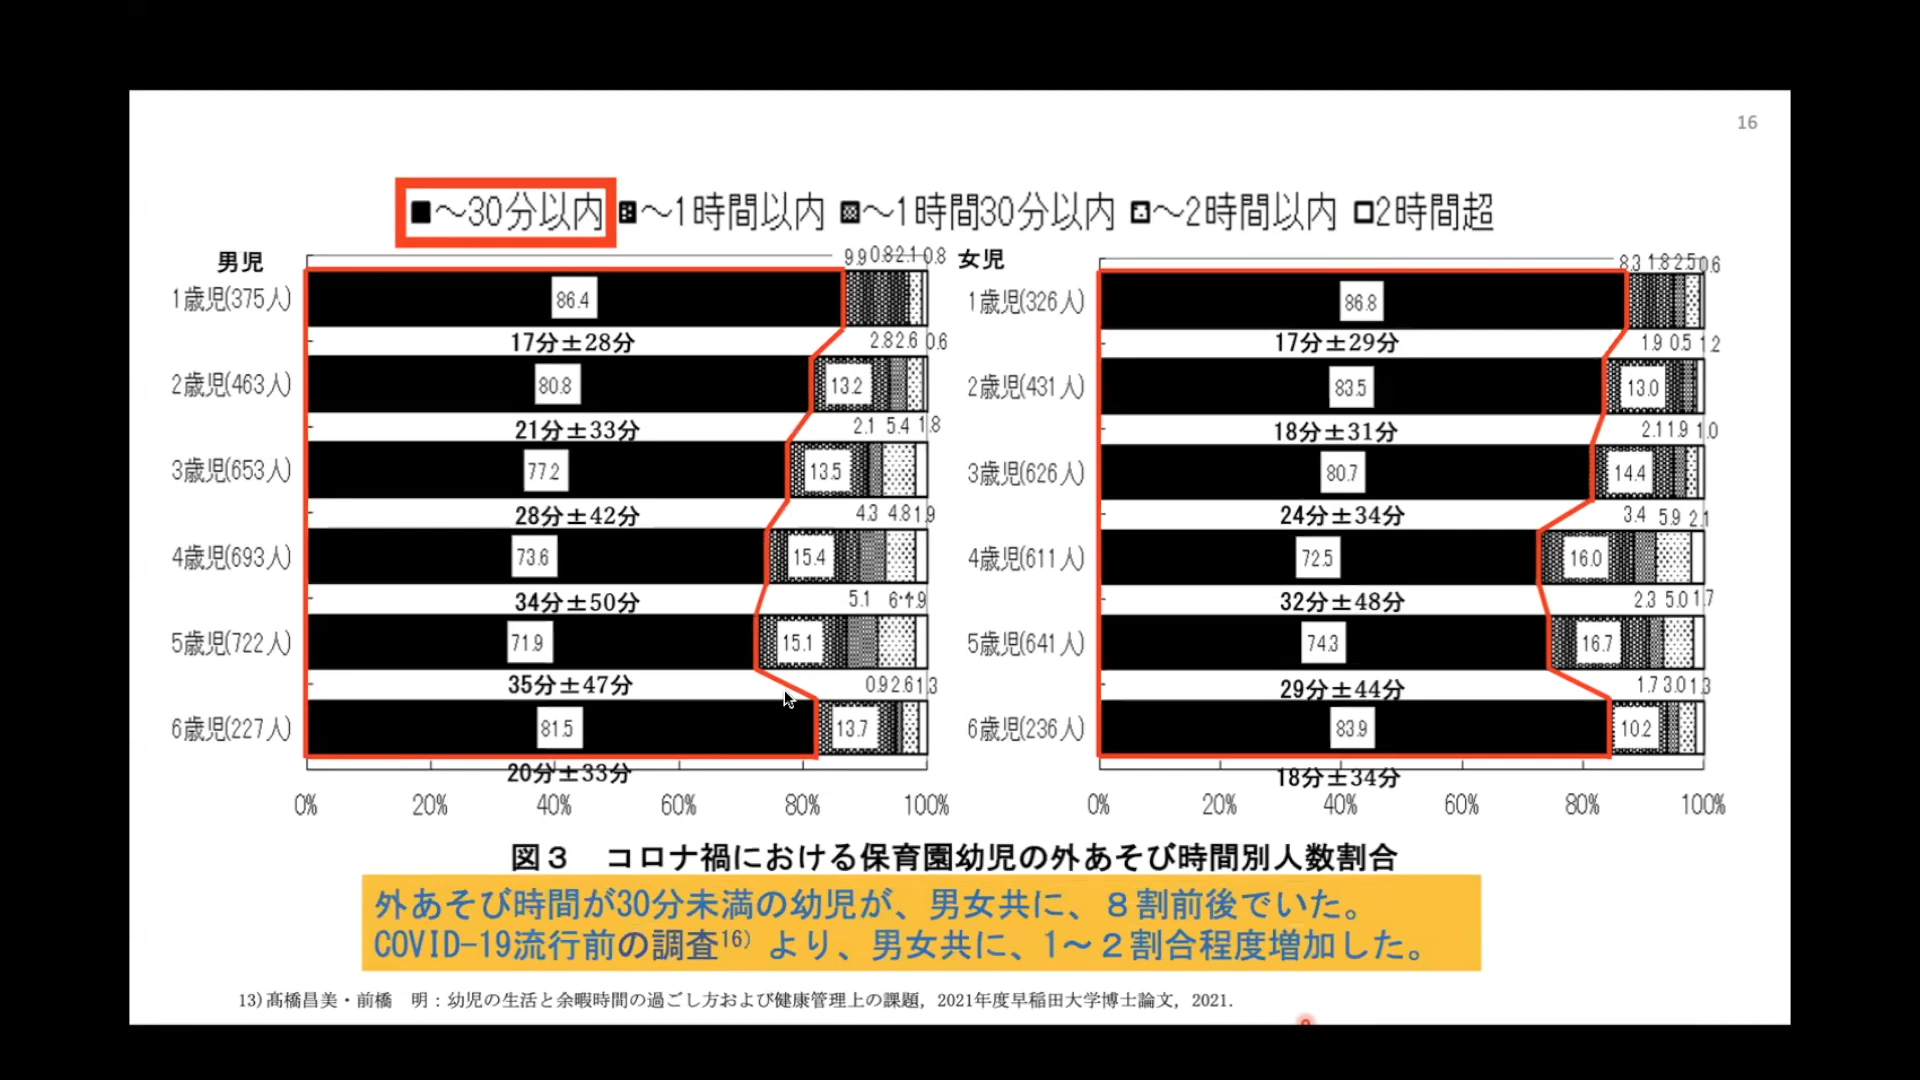 16
■～30分以内 ～1時間以内 ～1時間30分以内 ～2時間以内 □2時間超
男児
9.9 0.8 2.1 0.8
1歳児(375人) 86.4
17分±28分 2.8 2.6 0.6
2歳児(463人) 80.8 13.2
21分±33分 2.1 5.4 1.8
3歳児(653人) 77.2 13.5
28分±42分 4.3 4.8 1.9
4歳児(693人) 73.6 15.4
34分±50分 5.1 1.9
5歳児(722人) 71.9 15.1
35分±47分 0.9 2.6 1.3
6歳児(227人) 81.5 13.7
20分±33分
0% 20% 40% 60% 80% 100%
女児
8.3 1.8 2.5 0.6
1歳児(326人) 86.8
17分±29分 1.9 0.5 1.2
2歳児(431人) 83.5 13.0
18分±31分 2.1 1.9 1.0
3歳児(626人) 80.7 14.4
24分±34分 3.4 5.9 2.1
4歳児(611人) 72.5 16.0
32分±48分 2.3 5.0 1.7
5歳児(641人) 74.3 16.7
29分±44分 1.7 3.0 1.3
6歳児(236人) 83.9 10.2
18分±34分
0% 20% 40% 60% 80% 100%
図3 コロナ禍における保育園幼児の外あそび時間別人数割合
外あそび時間が30分未満の幼児が、男女共に、８割前後でいた。
COVID-19流行前の調査16）より、男女共に、1～２割合程度増加した。
13) 髙橋昌美・前橋 明：幼児の生活と余暇時間の過ごし方および健康管理上の課題，2021年度早稲田大学博士論文，2021.